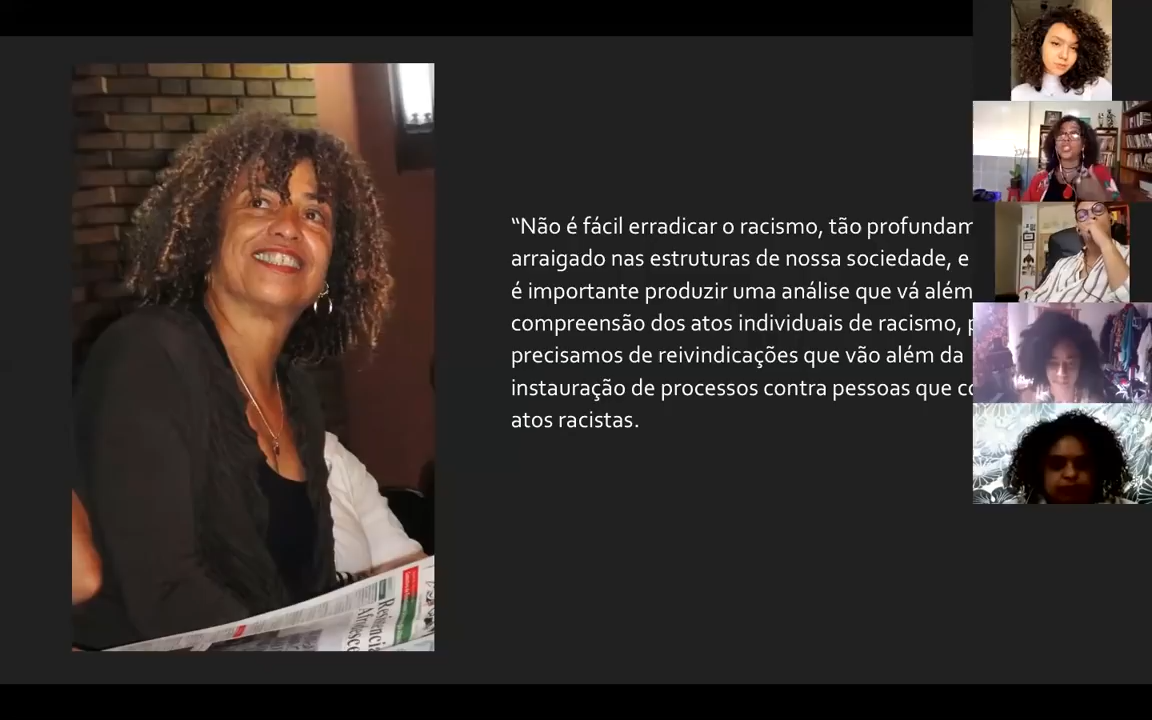 “Não é fácil erradicar o racismo, tão profundam
arraigado nas estruturas de nossa sociedade, e
é importante produzir uma análise que vá além
compreensão dos atos individuais de racismo, p
precisamos de reivindicações que vão além da
instauração de processos contra pessoas que co
atos racistas.